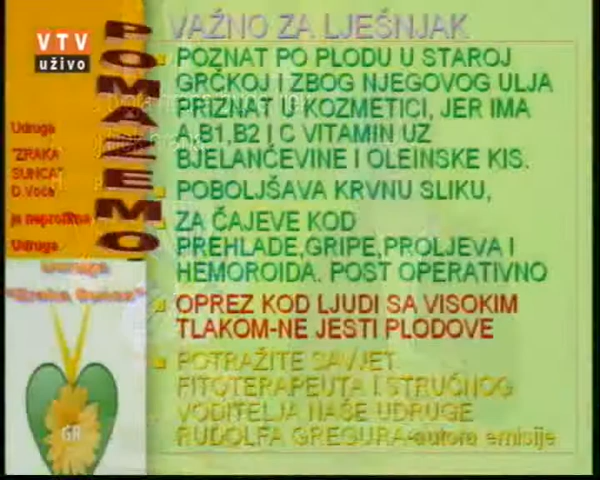 VTV
uživo
POMAŽEMO
Udruga
"ZRAKA
SUNCA"
D.Voća
je neprofitna
Udruga
Udruga
"Zraka Sunca"
GR
VAŽNO ZA LJEŠNJAK
POZNAT PO PLODU U STAROJ
GRČKOJ I ZBOG NJEGOVOG ULJA
PRIZNAT U KOZMETICI, JER IMA
A,B1,B2 I C VITAMIN UZ
BJELANČEVINE I OLEINSKE KIS.
POBOLJŠAVA KRVNU SLIKU,
ZA ČAJEVE KOD
PREHLADE,GRIPE,PROLJEVA I
HEMOROIDA. POST OPERATIVNO
OPREZ KOD LJUDI SA VISOKIM
TLAKOM-NE JESTI PLODOVE
POTRAŽITE SAVJET
FITOTERAPEUTA I STRUČNOG
VODITELJA NAŠE UDRUGE
RUDOLFA GREGURA-autora emisije